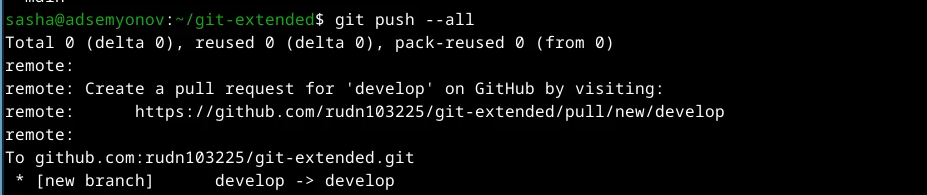 sasha@adsemyonov:~/git-extended$ git push --all
Total 0 (delta 0), reused 0 (delta 0), pack-reused 0 (from 0)
remote:
remote: Create a pull request for 'develop' on GitHub by visiting:
remote:      https://github.com/rudn103225/git-extended/pull/new/develop
remote:
To github.com:rudn103225/git-extended.git
 * [new branch]      develop -> develop